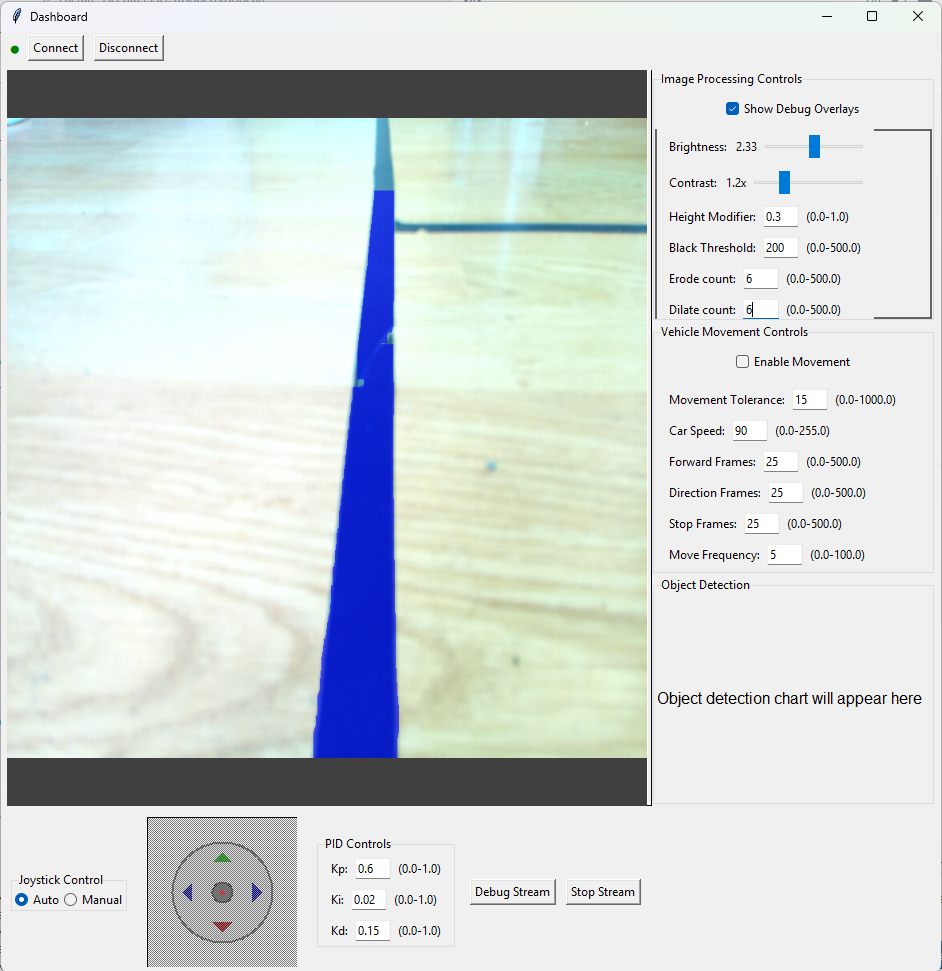 Dashboard
Connect Disconnect
Image Processing Controls
Show Debug Overlays
Brightness: 2.33
Contrast: 1.2x
Height Modifier: 0.3 (0.0-1.0)
Black Threshold: 200 (0.0-500.0)
Erode count: 6 (0.0-500.0)
Dilate count: 6 (0.0-500.0)
Vehicle Movement Controls
Enable Movement
Movement Tolerance: 15 (0.0-1000.0)
Car Speed: 90 (0.0-255.0)
Forward Frames: 25 (0.0-500.0)
Direction Frames: 25 (0.0-500.0)
Stop Frames: 25 (0.0-500.0)
Move Frequency: 5 (0.0-100.0)
Object Detection
Object detection chart will appear here
Joystick Control
Auto Manual
PID Controls
Kp: 0.6 (0.0-1.0)
Ki: 0.02 (0.0-1.0)
Kd: 0.15 (0.0-1.0)
Debug Stream Stop Stream